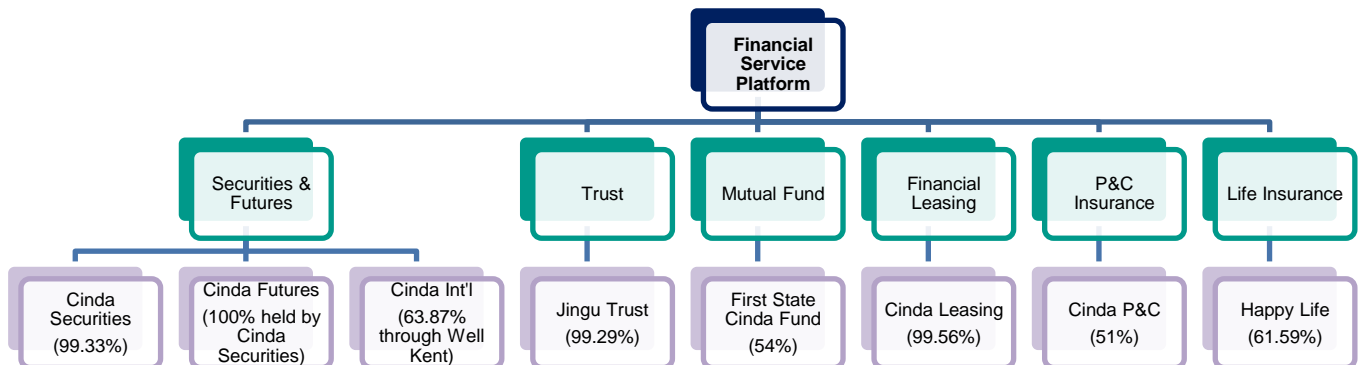 Financial
Service
Platform
Securities &
Futures
Trust
Mutual Fund
Financial
Leasing
P&C
Insurance
Life Insurance
Cinda
Securities
(99.33%)
Cinda Futures
(100% held by
Cinda
Securities)
Cinda Int'l
(63.87%
through Well
Kent)
Jingu Trust
(99.29%)
First State
Cinda Fund
(54%)
Cinda Leasing
(99.56%)
Cinda P&C
(51%)
Happy Life
(61.59%)